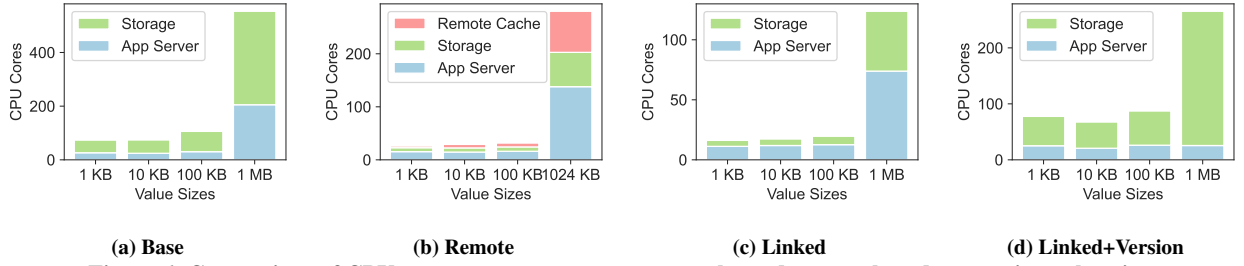 Storage
App Server
CPU Cores
400
200
0
1 KB
10 KB
100 KB
1 MB
Value Sizes
(a) Base
Remote Cache
Storage
App Server
CPU Cores
200
100
0
1 KB
10 KB
100 KB
1024 KB
Value Sizes
(b) Remote
Storage
App Server
CPU Cores
100
50
0
1 KB
10 KB
100 KB
1 MB
Value Sizes
(c) Linked
Storage
App Server
CPU Cores
200
100
0
1 KB
10 KB
100 KB
1 MB
Value Sizes
(d) Linked+Version